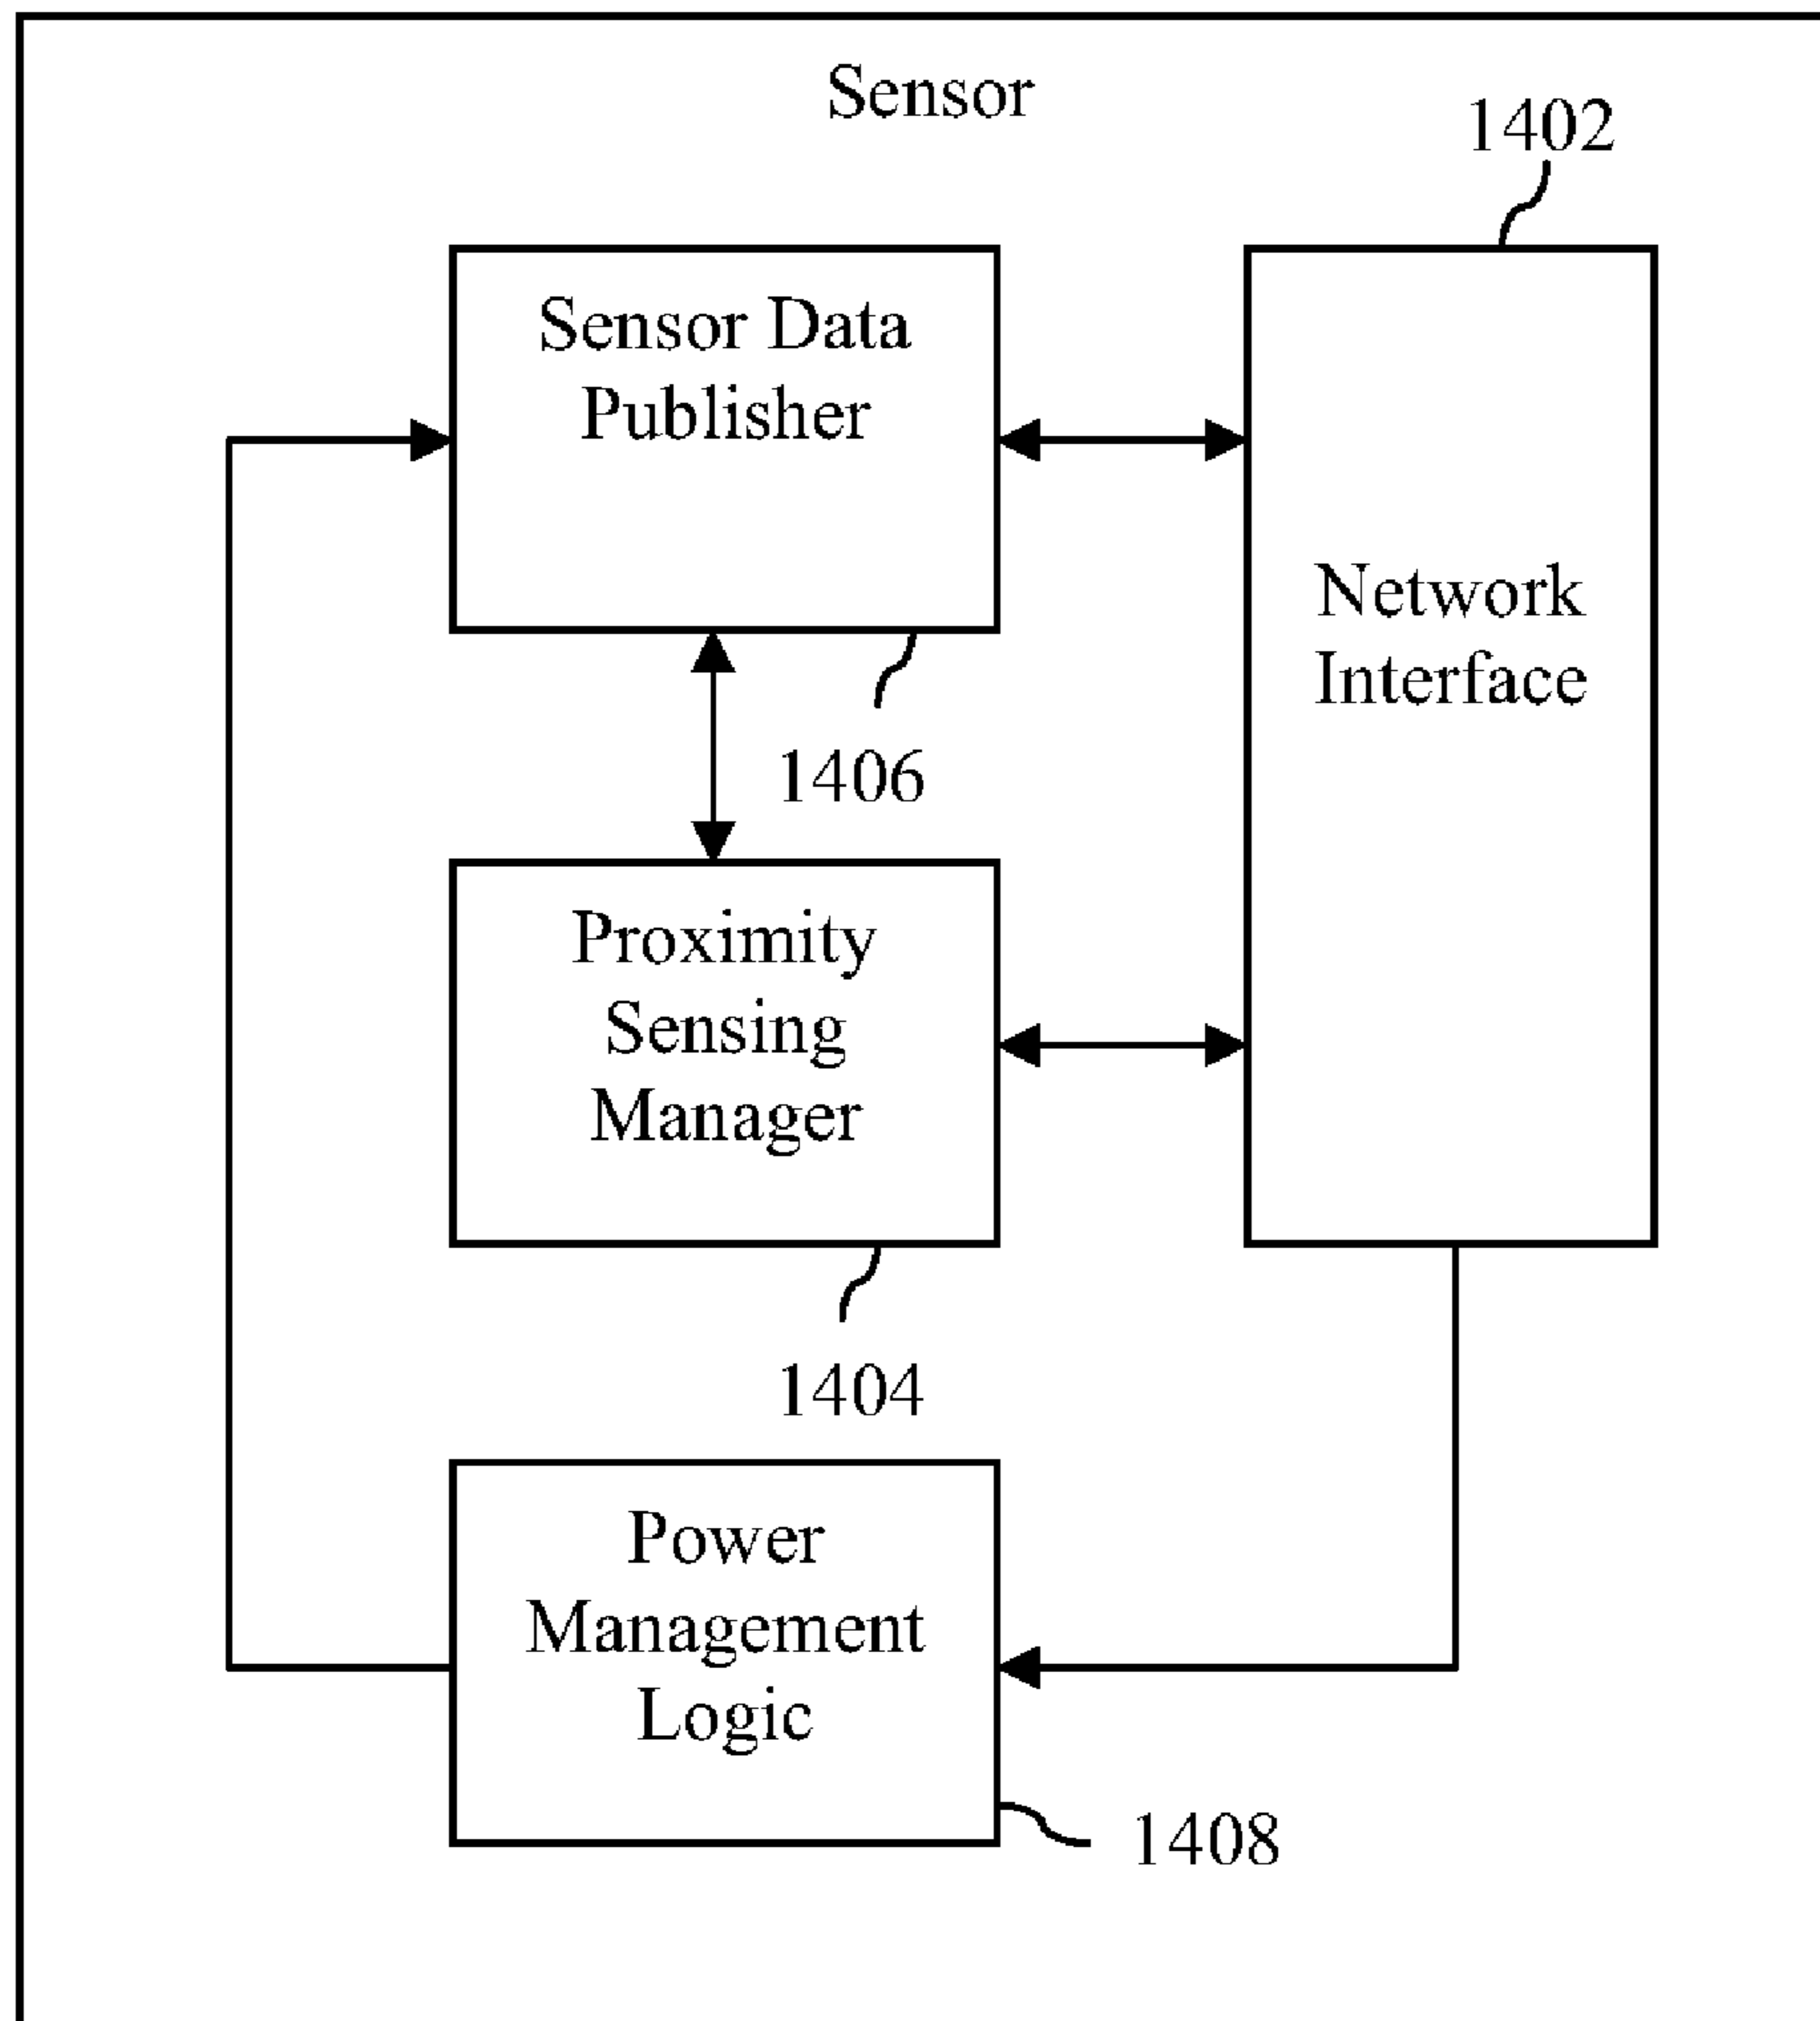 Sensor
1402
Sensor Data
Publisher
Network
Interface
1406
Proximity
Sensing
Manager
1404
Power
Management
Logic
1408